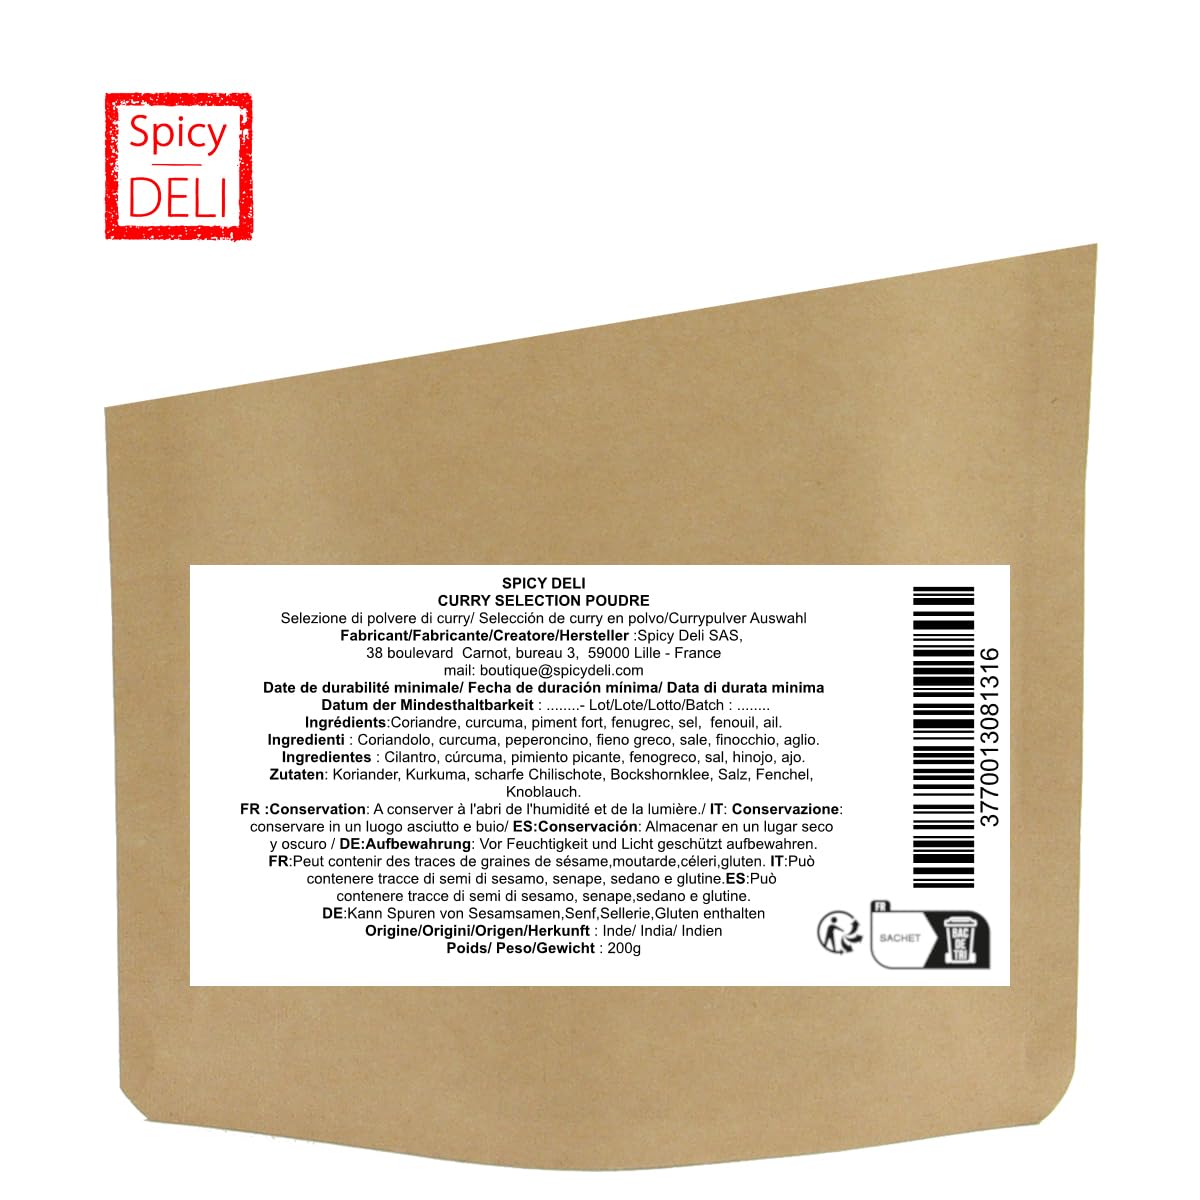 Spicy
DELI
SPICY DELI
CURRY SELECTION POUDRE
Selezione di polvere di curry/ Selección de curry en polvo/Currypulver Auswahl
Fabricant/Fabricante/Creatore/Hersteller :Spicy Deli SAS,
38 boulevard  Carnot, bureau 3,  59000 Lille - France
mail: boutique@spicydeli.com
Date de durabilité minimale/ Fecha de duración mínima/ Data di durata minima
Datum der Mindesthaltbarkeit : ........- Lot/Lote/Lotto/Batch : ........
Ingrédients:Coriandre, curcuma, piment fort, fenugrec, sel,  fenouil, ail.
Ingredienti : Coriandolo, curcuma, peperoncino, fieno greco, sale, finocchio, aglio.
Ingredientes : Cilantro, cúrcuma, pimiento picante, fenogreco, sal, hinojo, ajo.
Zutaten: Koriander, Kurkuma, scharfe Chilischote, Bockshornklee, Salz, Fenchel,
Knoblauch.
FR :Conservation: A conserver à l'abri de l'humidité et de la lumière./ IT: Conservazione:
conservare in un luogo asciutto e buio/ ES:Conservación: Almacenar en un lugar seco
y oscuro / DE:Aufbewahrung: Vor Feuchtigkeit und Licht geschützt aufbewahren.
FR:Peut contenir des traces de graines de sésame,moutarde,céleri,gluten. IT:Può
contenere tracce di semi di sesamo, senape, sedano e glutine.ES:Può
contenere tracce di semi di sesamo, senape,sedano e glutine.
DE:Kann Spuren von Sesamsamen,Senf,Sellerie,Gluten enthalten
Origine/Origini/Origen/Herkunft : Inde/ India/ Indien
Poids/ Peso/Gewicht : 200g
3770013081316
FR
SACHET
BAC
DE
TRI